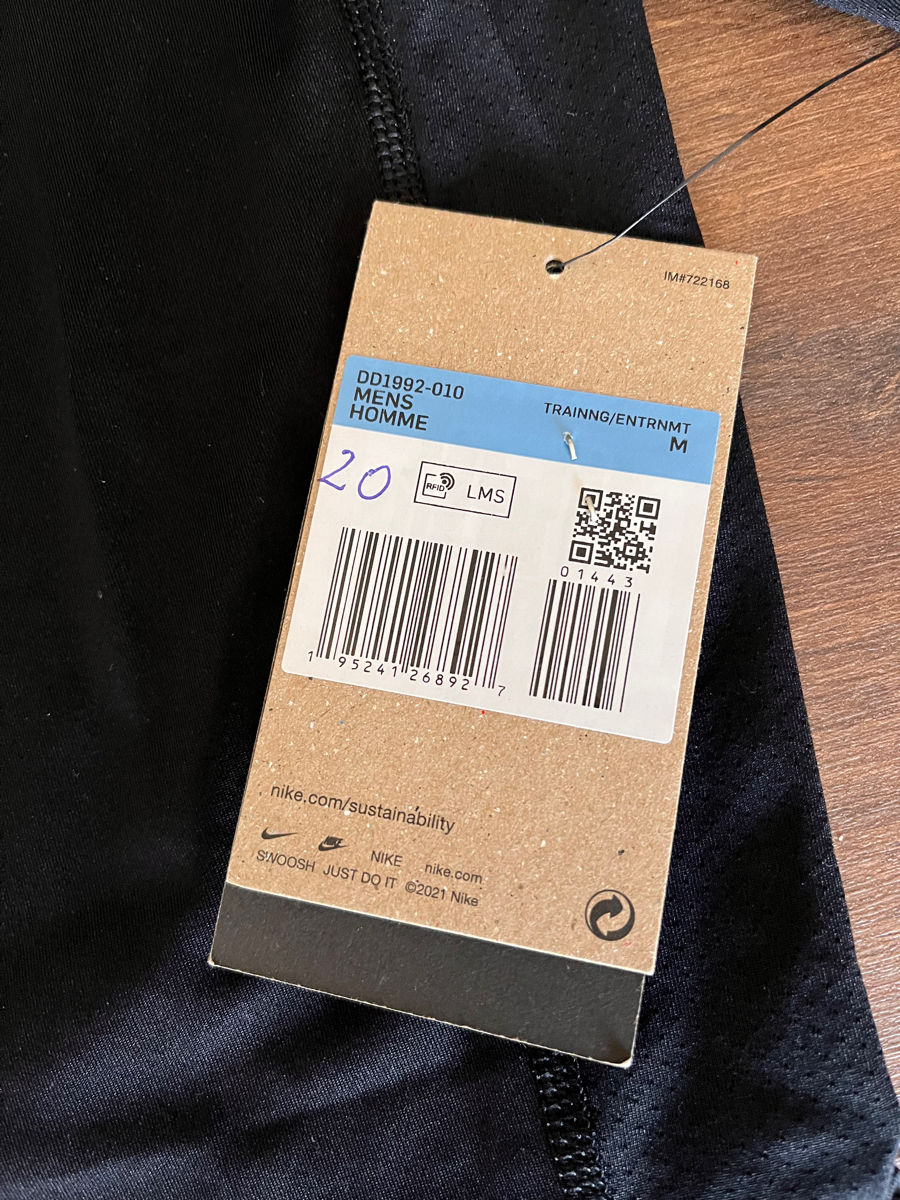 IM#722168
DD1992-010
MENS
HOMME
TRAINNG/ENTRNMT
M
20
RFID
LMS
01443
1 95241 26892 7
nike.com/sustainability
NIKE nike.com
SWOOSH JUST DO IT ©2021 Nike